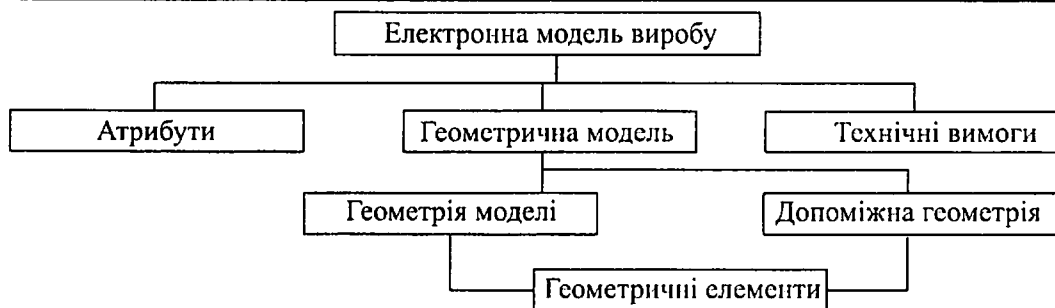 Електронна модель виробу
Атрибути
Геометрична модель
Технічні вимоги
Геометрія моделі
Допоміжна геометрія
Геометричні елементи